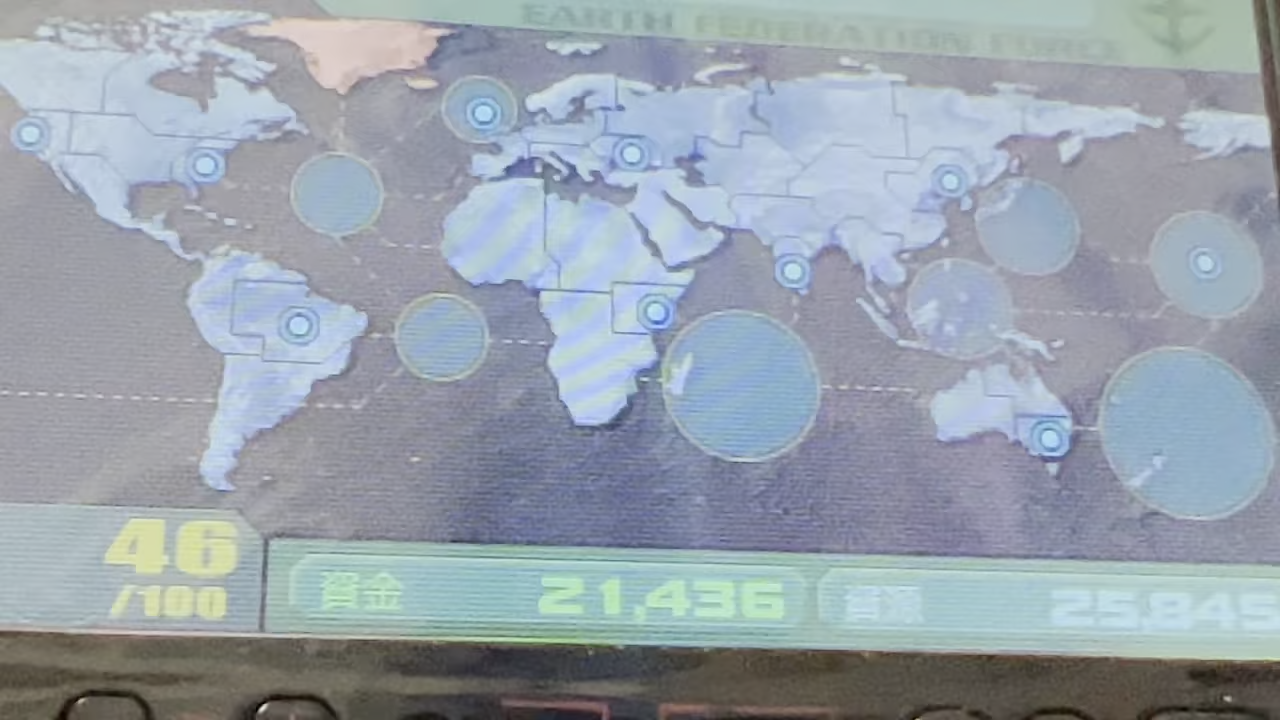 EARTH FEDERATION FORCE
46
/100
資金 21,436
資源 25,845